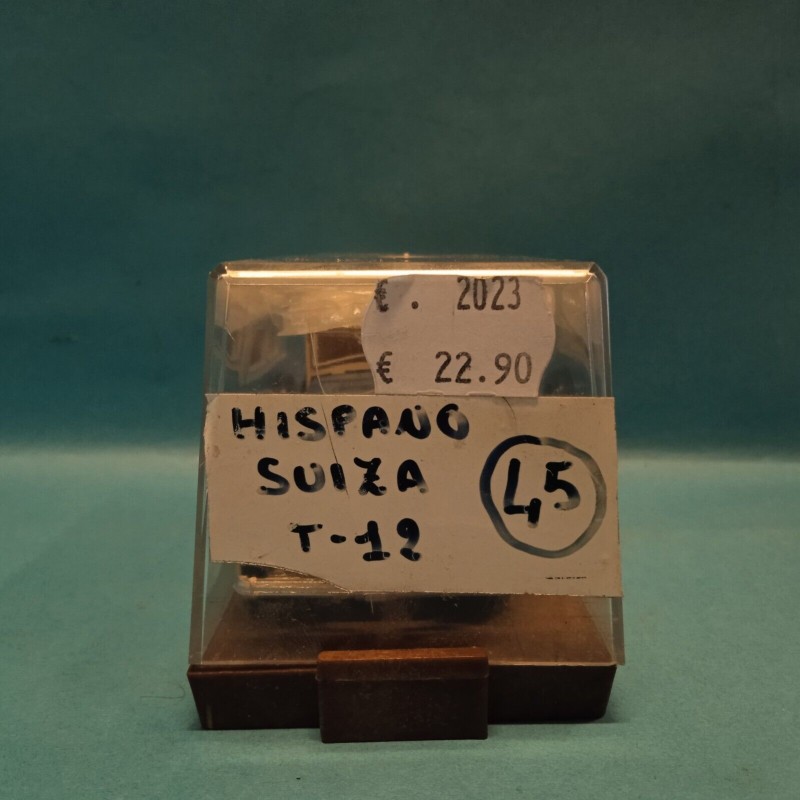 €. 2023
€ 22.90
HISPANO
SUIZA
T-12
45